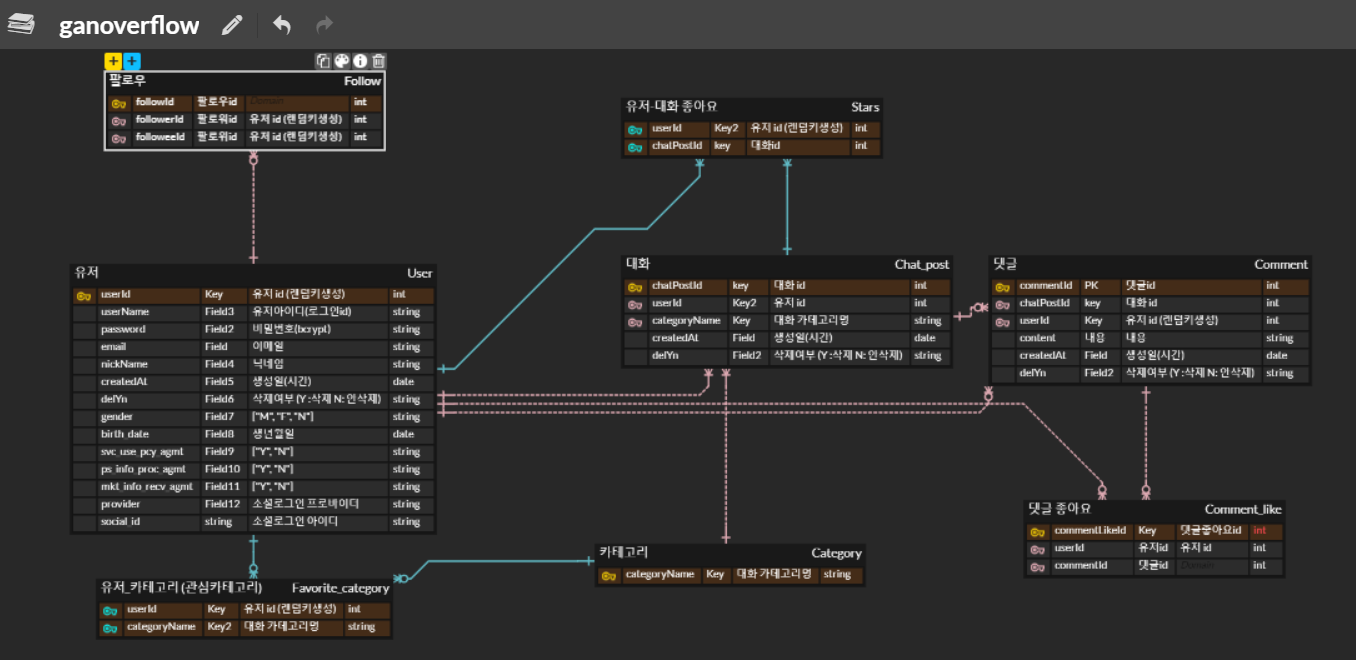 ganoverflow
팔로우 Follow
followId 팔로우id Domain int
followerId 팔로워id 유저 id (랜덤키생성) int
followeeId 팔로위id 유저 id (랜덤키생성) int
유저-대화 좋아요 Stars
userId Key2 유저 id (랜덤키생성) int
chatPostId key 대화id int
유저 User
userId Key 유저 id (랜덤키생성) int
userName Field3 유저아이디(로그인id) string
password Field2 비밀번호(bcrypt) string
email Field 이메일 string
nickName Field4 닉네임 string
createdAt Field5 생성일(시간) date
delYn Field6 삭제여부 (Y :삭제 N: 안삭제) string
gender Field7 ["M", "F", "N"] string
birth_date Field8 생년월일 date
svc_use_pcy_agmt Field9 ["Y", "N"] string
ps_info_proc_agmt Field10 ["Y", "N"] string
mkt_info_recv_agmt Field11 ["Y", "N"] string
provider Field12 소셜로그인 프로바이더 string
social_id string 소셜로그인 아이디 string
대화 Chat_post
chatPostId key 대화 id int
userId Key2 유저 id int
categoryName Key 대화 카테고리명 string
createdAt Field 생성일(시간) date
delYn Field2 삭제여부 (Y :삭제 N: 안삭제) string
댓글 Comment
commentId PK 댓글id int
chatPostId key 대화 id int
userId Key 유저 id (랜덤키생성) int
content 내용 내용 string
createdAt Field 생성일(시간) date
delYn Field2 삭제여부 (Y :삭제 N: 안삭제) string
댓글 좋아요 Comment_like
commentLikeId Key 댓글좋아요id int
userId 유저id 유저 id int
commentId 댓글id Domain int
카테고리 Category
categoryName Key 대화 카테고리명 string
유저_카테고리 (관심카테고리) Favorite_category
userId Key 유저 id (랜덤키생성) int
categoryName Key2 대화 카테고리명 string